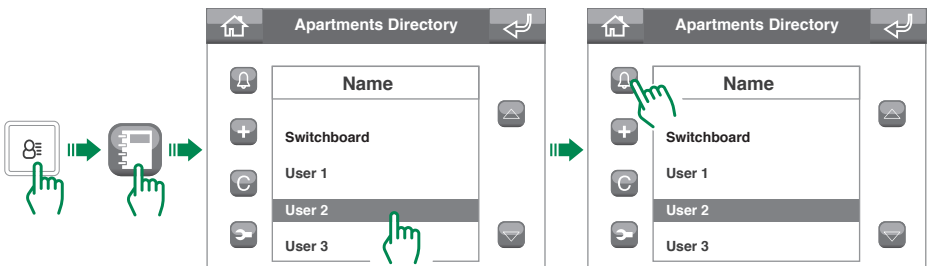 Apartments Directory
Name
Switchboard
User 1
User 2
User 3
C
Apartments Directory
Name
Switchboard
User 1
User 2
User 3
C